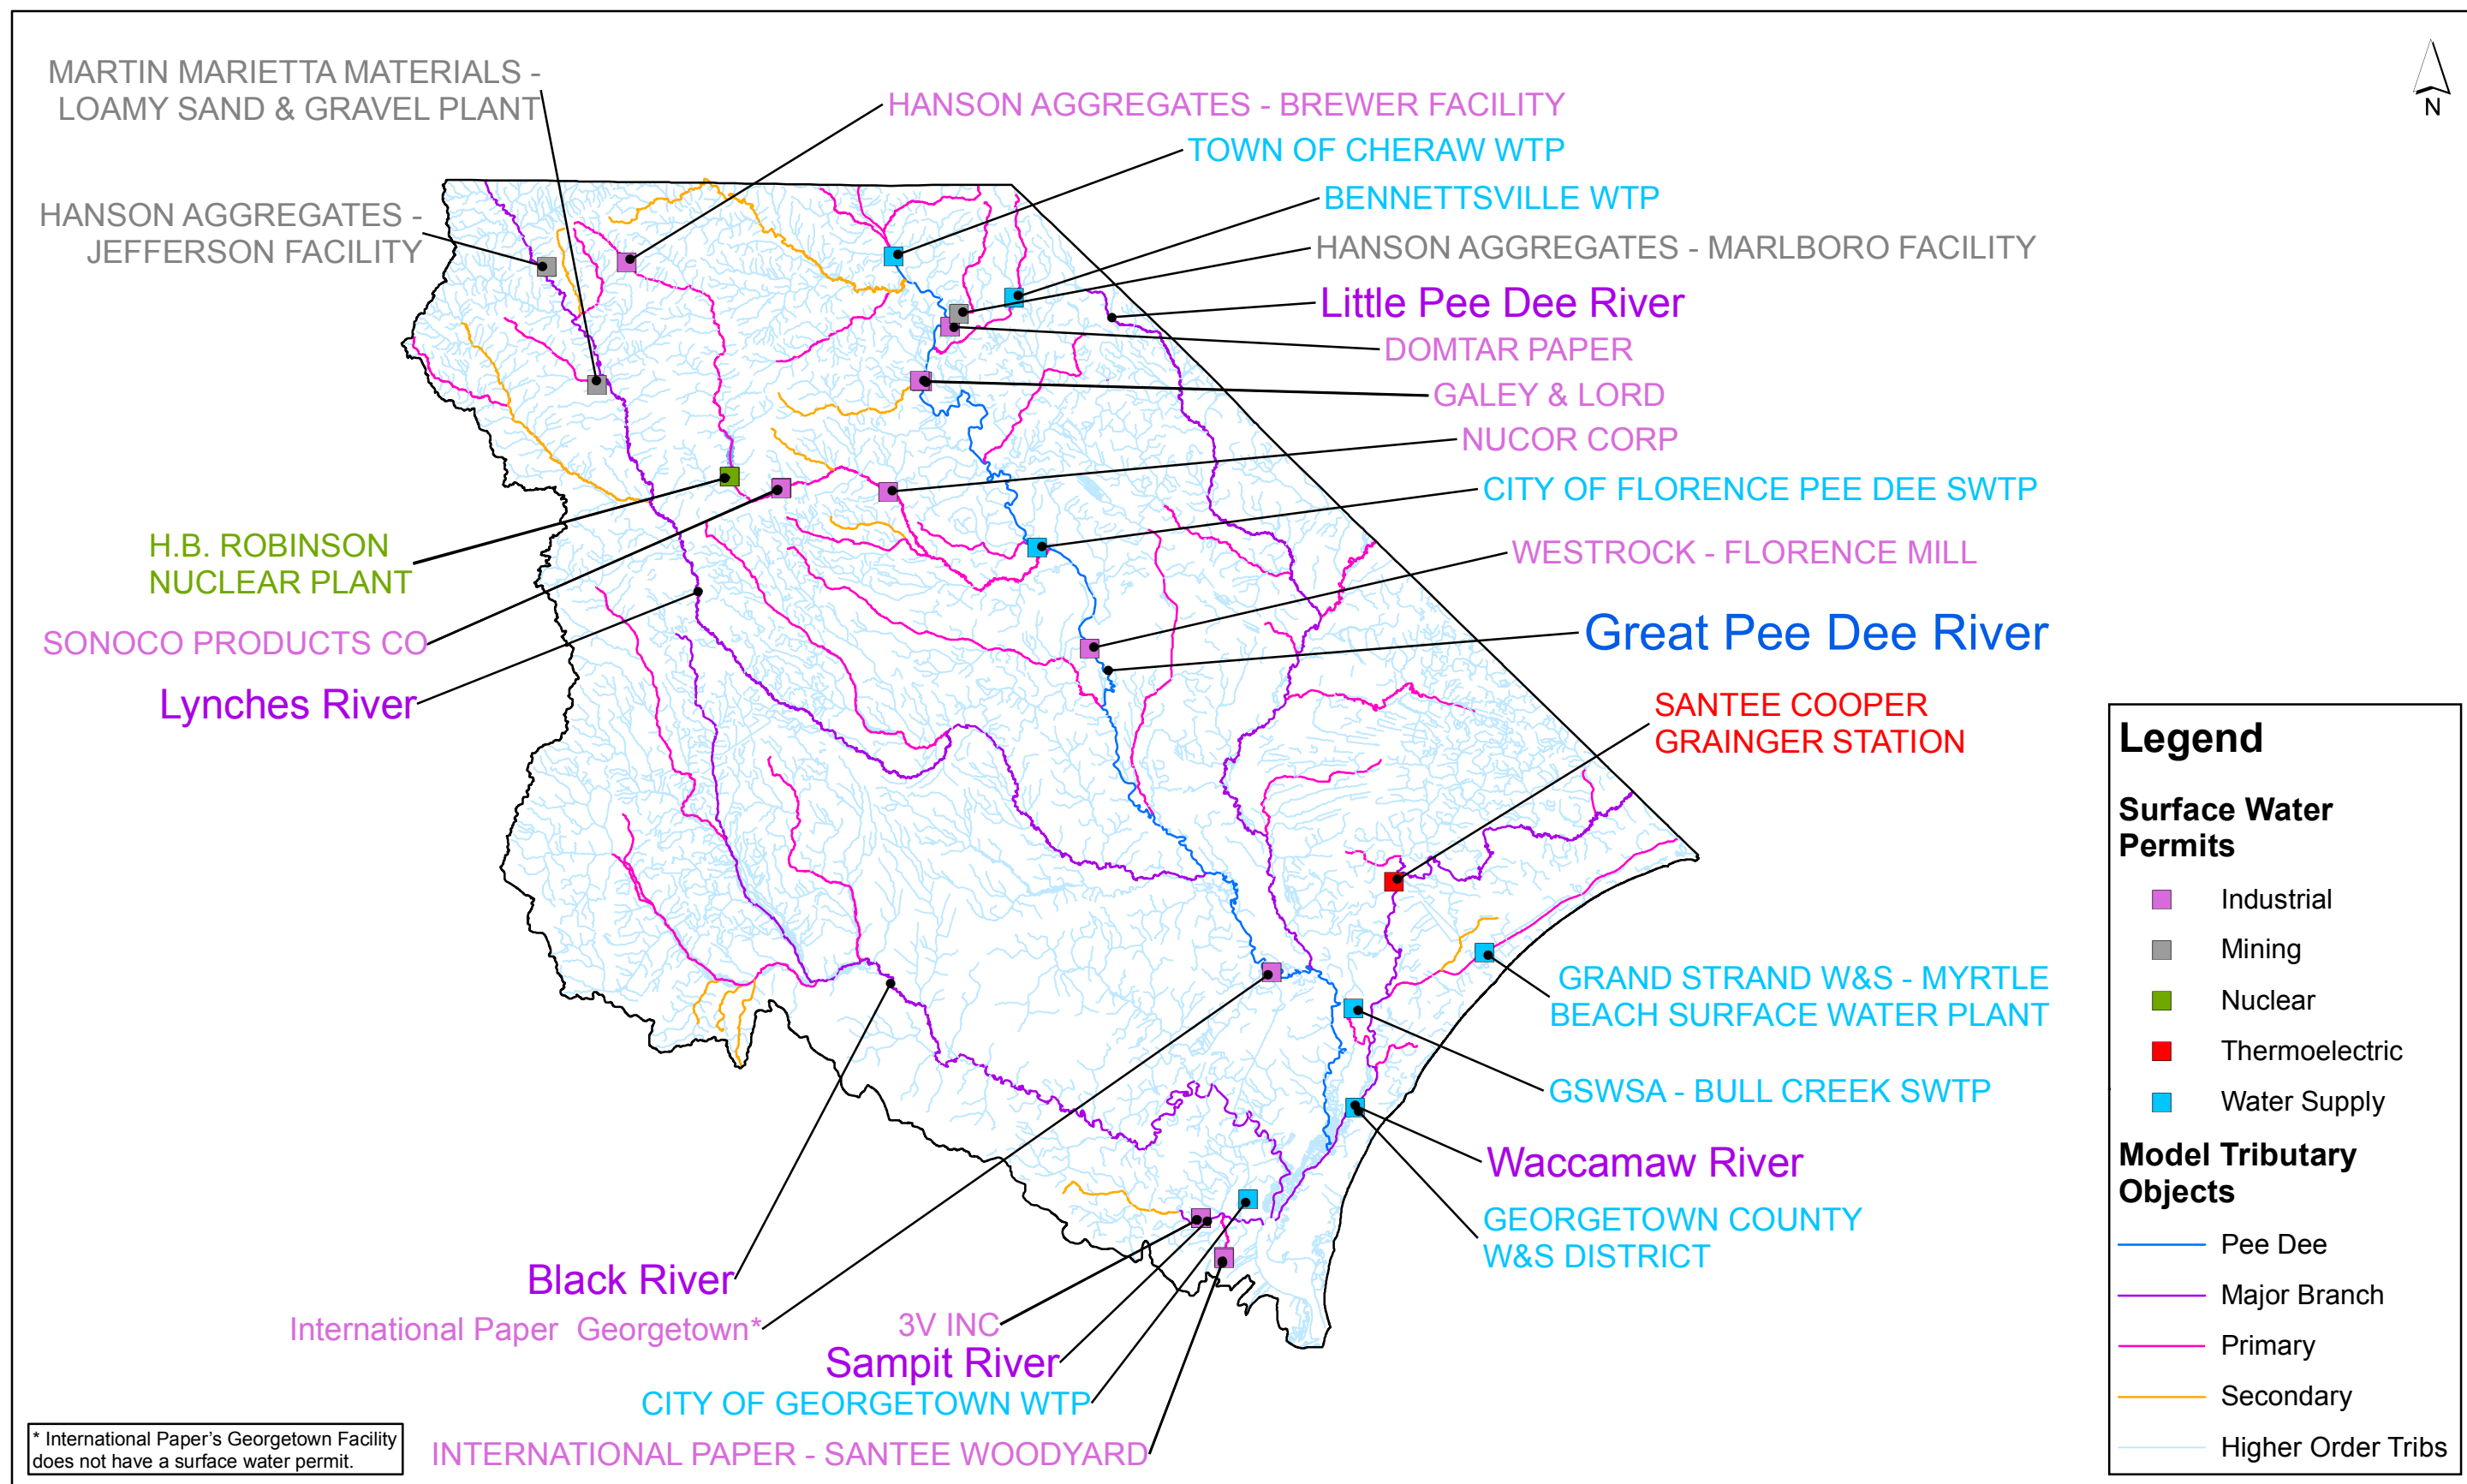 MARTIN MARIETTA MATERIALS -
LOAMY SAND & GRAVEL PLANT
HANSON AGGREGATES - BREWER FACILITY
TOWN OF CHERAW WTP
N
HANSON AGGREGATES -
JEFFERSON FACILITY
BENNETTSVILLE WTP
HANSON AGGREGATES - MARLBORO FACILITY
Little Pee Dee River
DOMTAR PAPER
GALEY & LORD
NUCOR CORP
CITY OF FLORENCE PEE DEE SWTP
H.B. ROBINSON
NUCLEAR PLANT
WESTROCK - FLORENCE MILL
SONOCO PRODUCTS CO
Great Pee Dee River
Lynches River
SANTEE COOPER
GRAINGER STATION
GRAND STRAND W&S - MYRTLE
BEACH SURFACE WATER PLANT
GSWSA - BULL CREEK SWTP
Waccamaw River
GEORGETOWN COUNTY
W&S DISTRICT
Black River
International Paper  Georgetown*
3V INC
Sampit River
CITY OF GEORGETOWN WTP
INTERNATIONAL PAPER - SANTEE WOODYARD
* International Paper's Georgetown Facility
does not have a surface water permit.
Legend
Surface Water
Permits
Industrial
Mining
Nuclear
Thermoelectric
Water Supply
Model Tributary
Objects
Pee Dee
Major Branch
Primary
Secondary
Higher Order Tribs